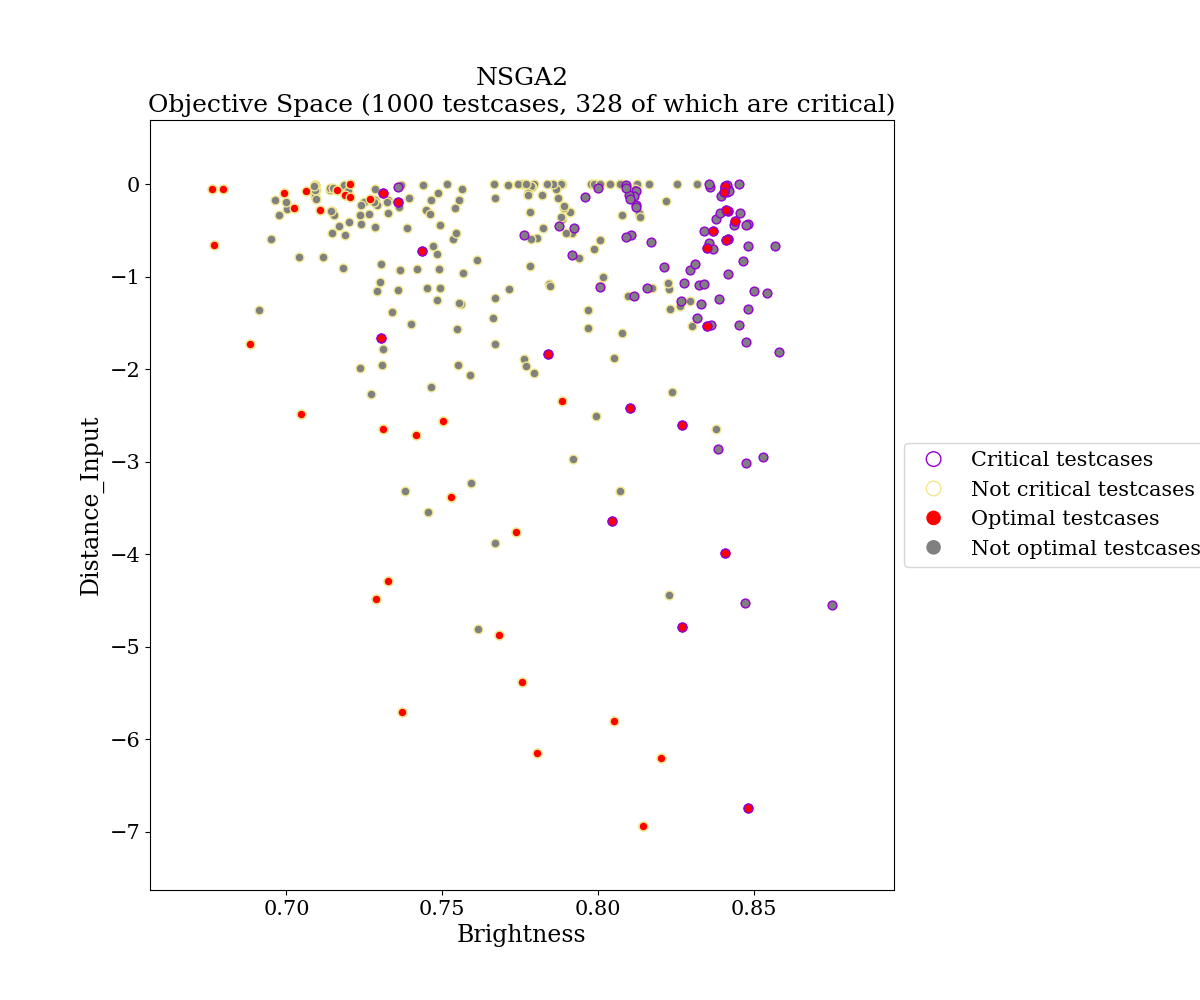 NSGA2
Objective Space (1000 testcases, 328 of which are critical)
0
−1
−2
−3
−4
−5
−6
−7
Distance_Input
0.70
0.75
0.80
0.85
Brightness
Critical testcases
Not critical testcases
Optimal testcases
Not optimal testcases